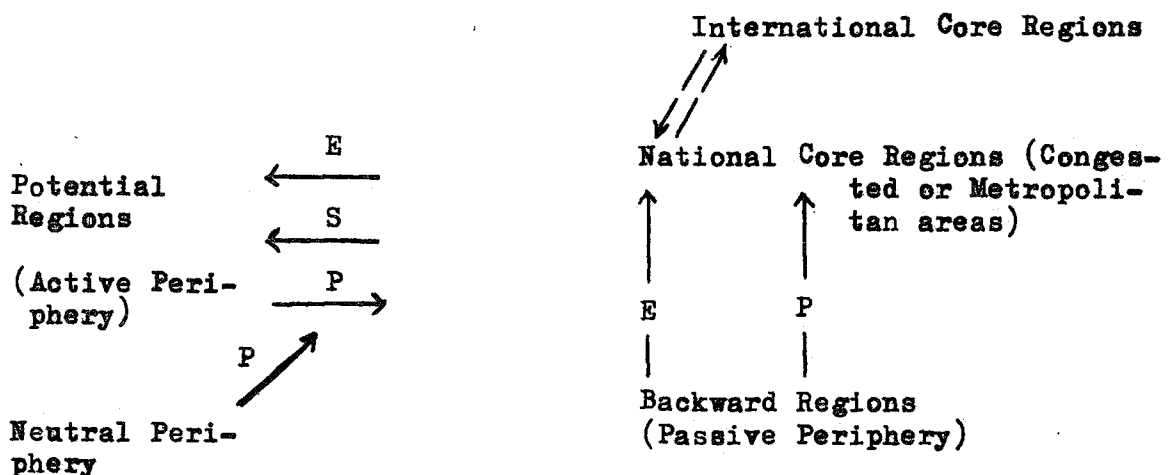 International Core Regions
E
Potential
Regions
S
(Active Peri-
phery)
P
P
Neutral Peri-
phery
National Core Regions (Conges-
ted or Metropoli-
tan areas)
E
P
Backward Regions
(Passive Periphery)